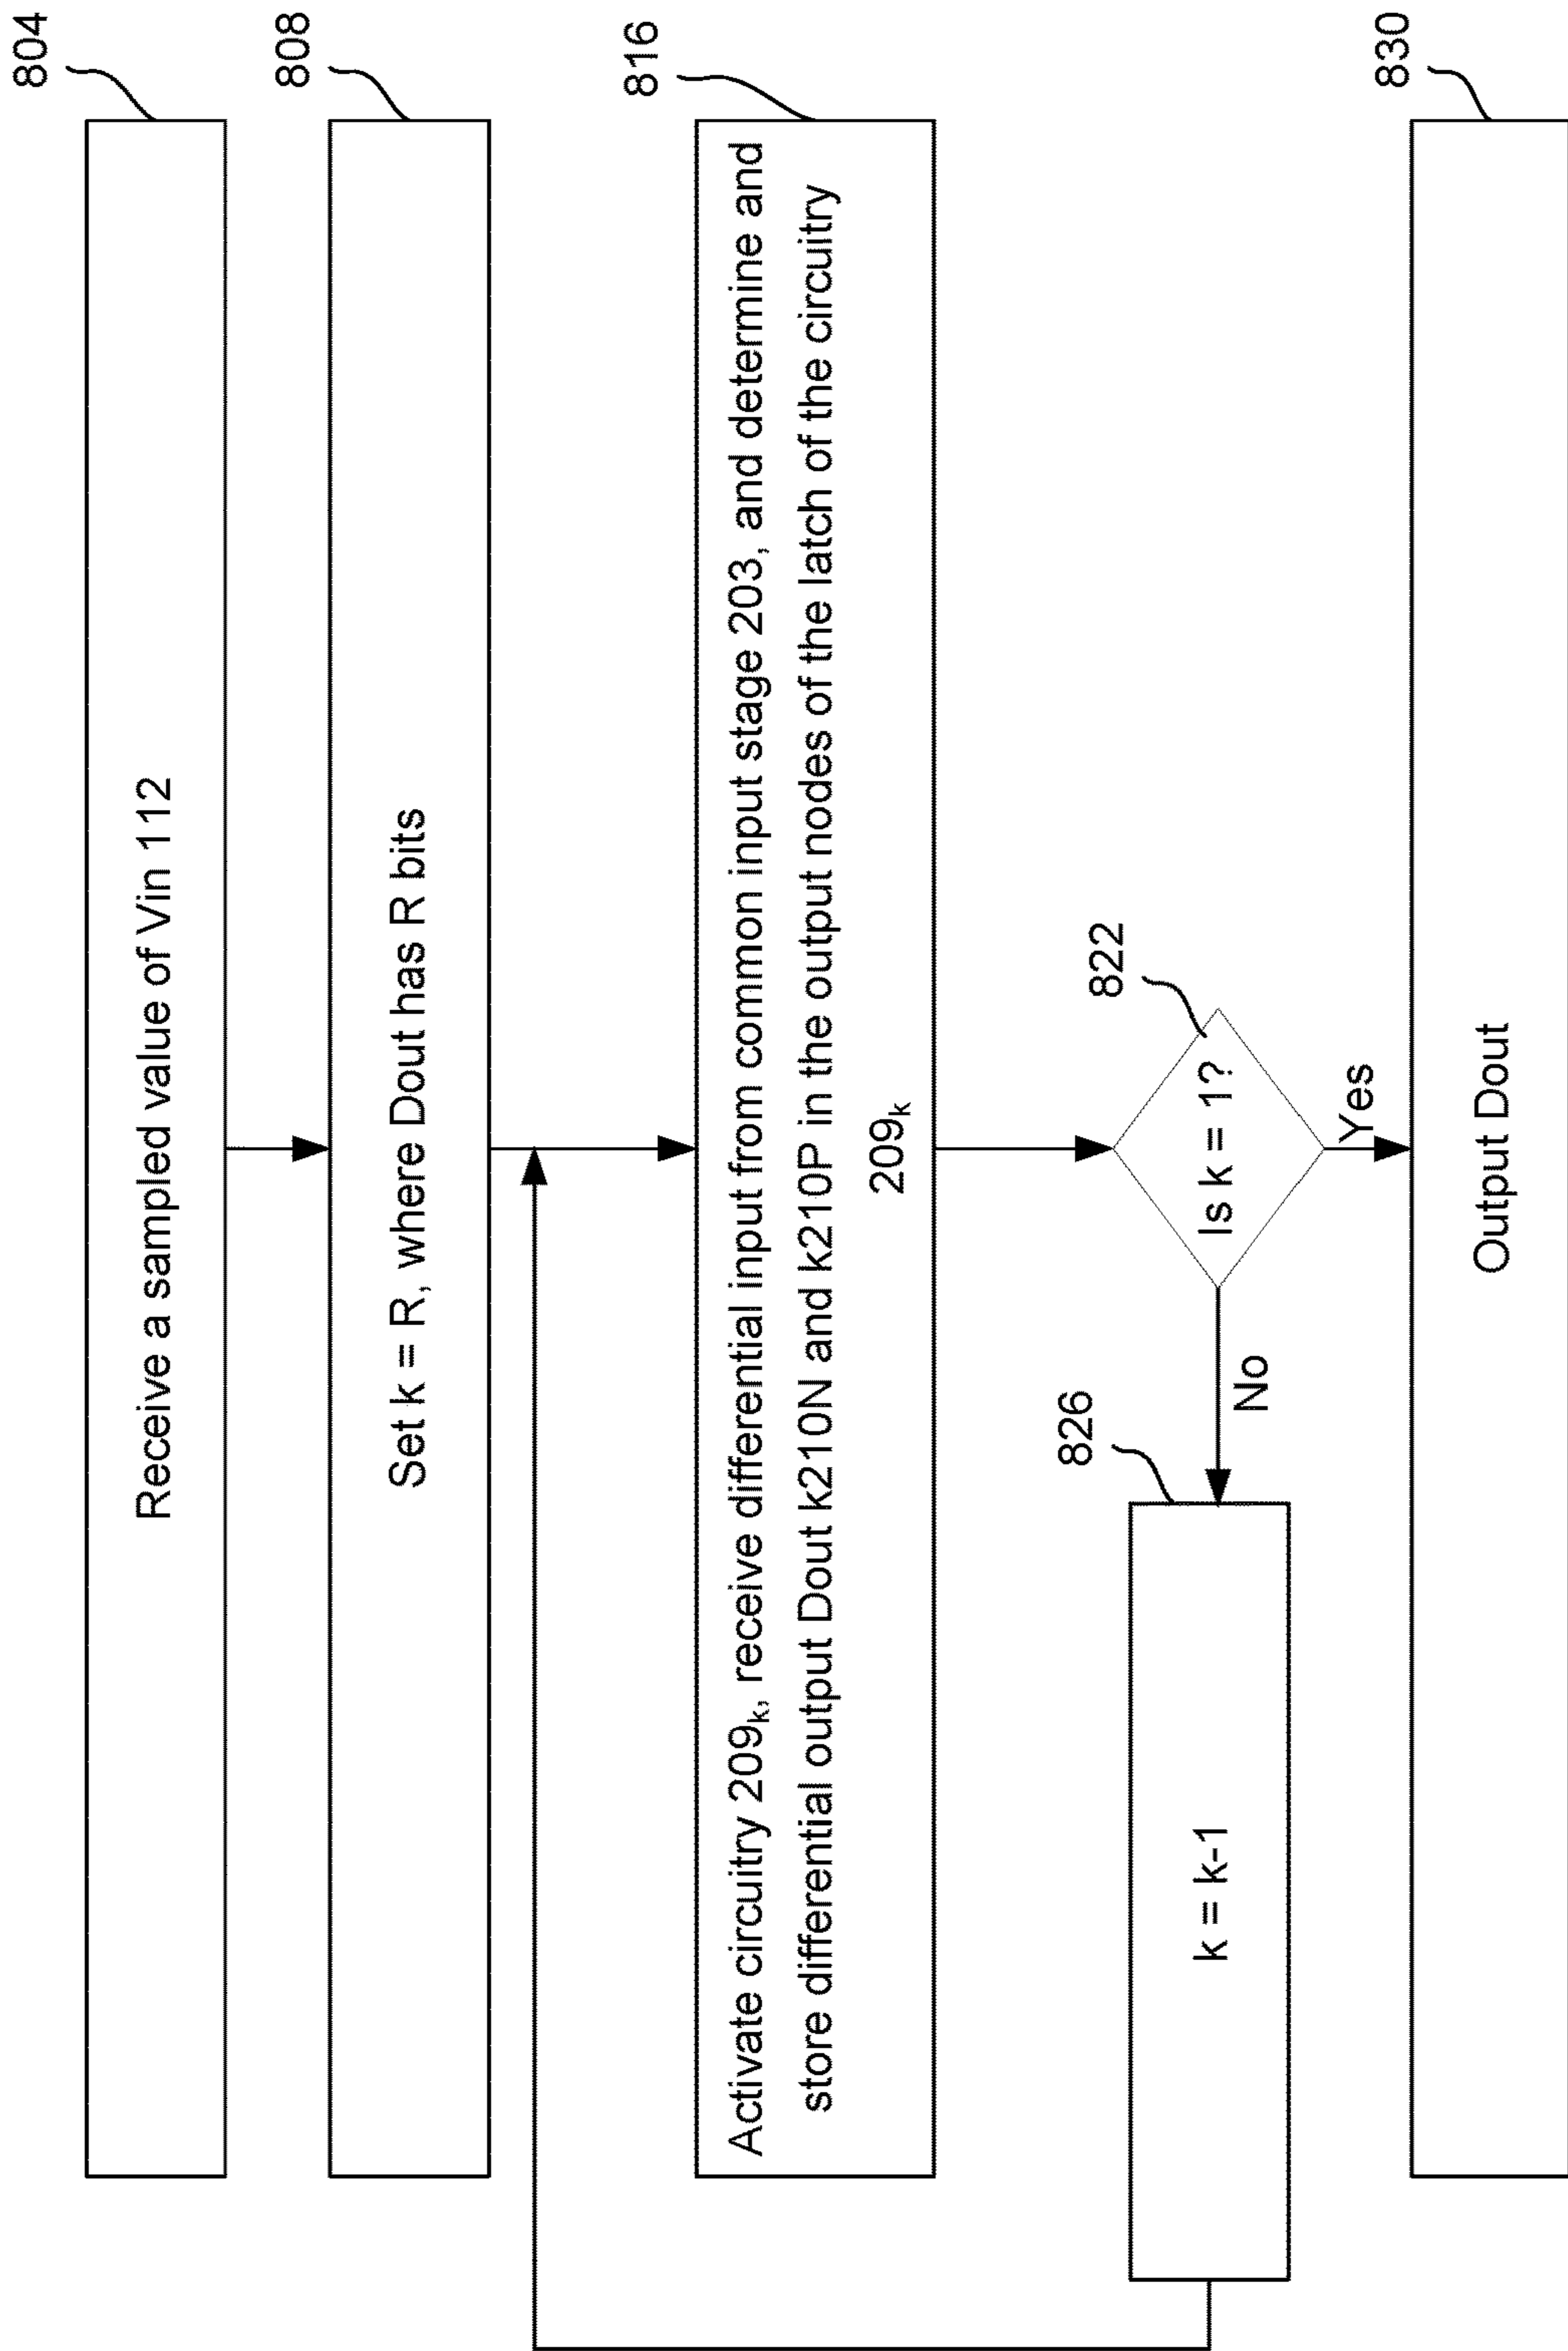 804
Receive a sampled value of Vin 112
808
Set k = R, where Dout has R bits
816
Activate circuitry 209k, receive differential input from common input stage 203, and determine and
store differential output Dout k210N and k210P in the output nodes of the latch of the circuitry
209k
822
Is k = 1?
No
Yes
826
k = k-1
830
Output Dout